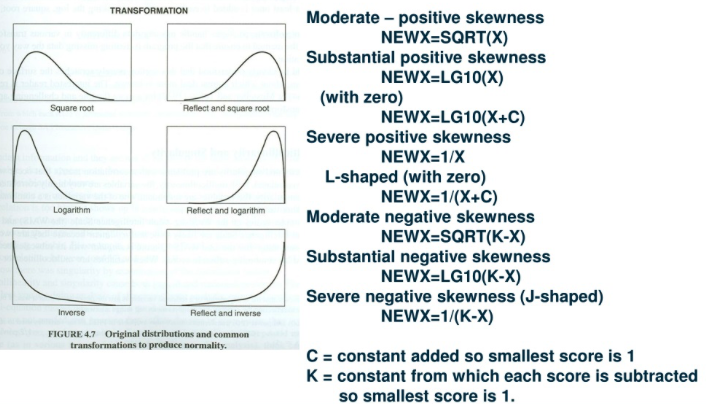 TRANSFORMATION
Square root
Reflect and square root
Logarithm
Reflect and logarithm
Inverse
Reflect and inverse
FIGURE 4.7 Original distributions and common
transformations to produce normality.
Moderate – positive skewness
NEWX=SQRT(X)
Substantial positive skewness
NEWX=LG10(X)
(with zero)
NEWX=LG10(X+C)
Severe positive skewness
NEWX=1/X
L-shaped (with zero)
NEWX=1/(X+C)
Moderate negative skewness
NEWX=SQRT(K-X)
Substantial negative skewness
NEWX=LG10(K-X)
Severe negative skewness (J-shaped)
NEWX=1/(K-X)
C = constant added so smallest score is 1
K = constant from which each score is subtracted
so smallest score is 1.